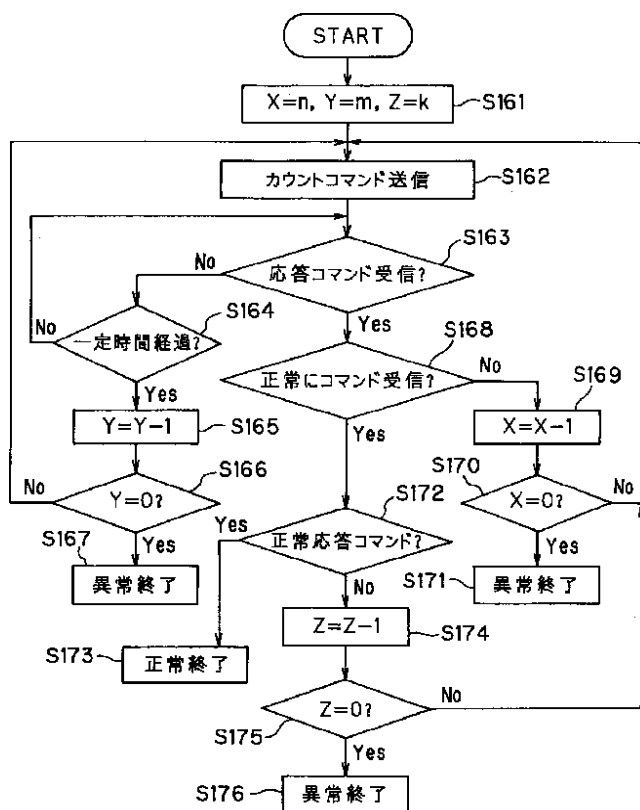 START
X=n, Y=m, Z=k
S161
カウントコマンド送信
S162
応答コマンド受信?
S163
No
Yes
一定時間経過?
S164
No
Yes
Y=Y-1
S165
Y=0?
S166
No
Yes
S167
異常終了
正常にコマンド受信?
S168
No
Yes
X=X-1
S169
X=0?
S170
No
Yes
S171
異常終了
正常応答コマンド?
S172
Yes
No
S173
正常終了
Z=Z-1
S174
Z=0?
S175
No
Yes
S176
異常終了